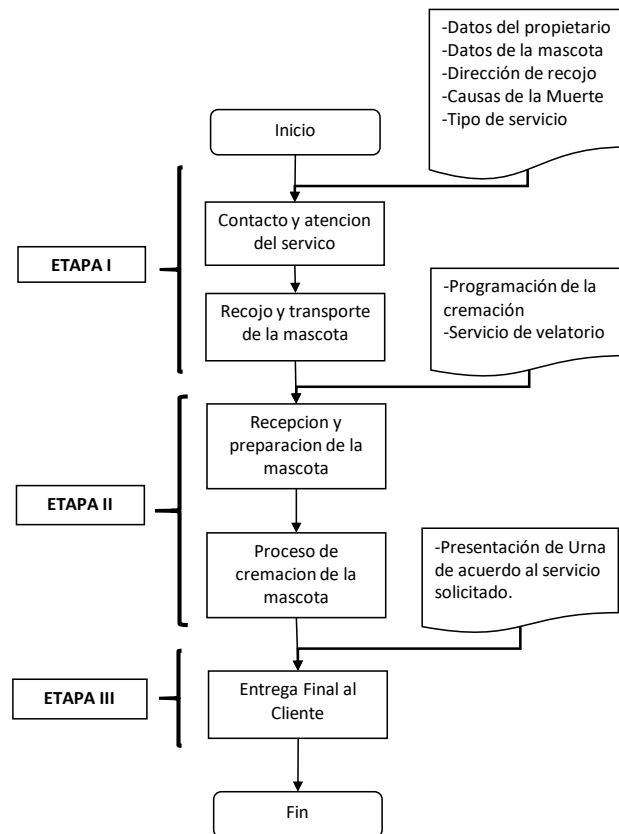 -Datos del propietario
-Datos de la mascota
-Dirección de recojo
-Causas de la Muerte
-Tipo de servicio
Inicio
Contacto y atencion
del servico
ETAPA I
Recojo y transporte
de la mascota
-Programación de la
cremación
-Servicio de velatorio
Recepcion y
preparacion de la
mascota
ETAPA II
Proceso de
cremacion de la
mascota
-Presentación de Urna
de acuerdo al servicio
solicitado.
Entrega Final al
Cliente
ETAPA III
Fin